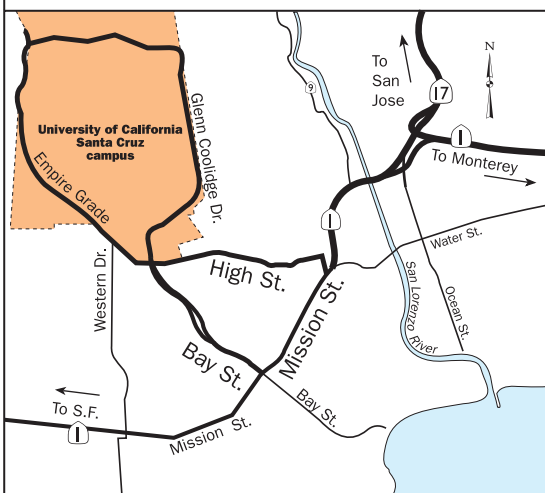 To
San
Jose
N
9
17
1
To Monterey
Glenn Coolidge Dr.
University of California
Santa Cruz
campus
Empire Grade
1
Water St.
Western Dr.
High St.
San Lorenzo
River
Ocean St.
Mission St.
Bay St.
Bay St.
To S.F.
1
Mission St.